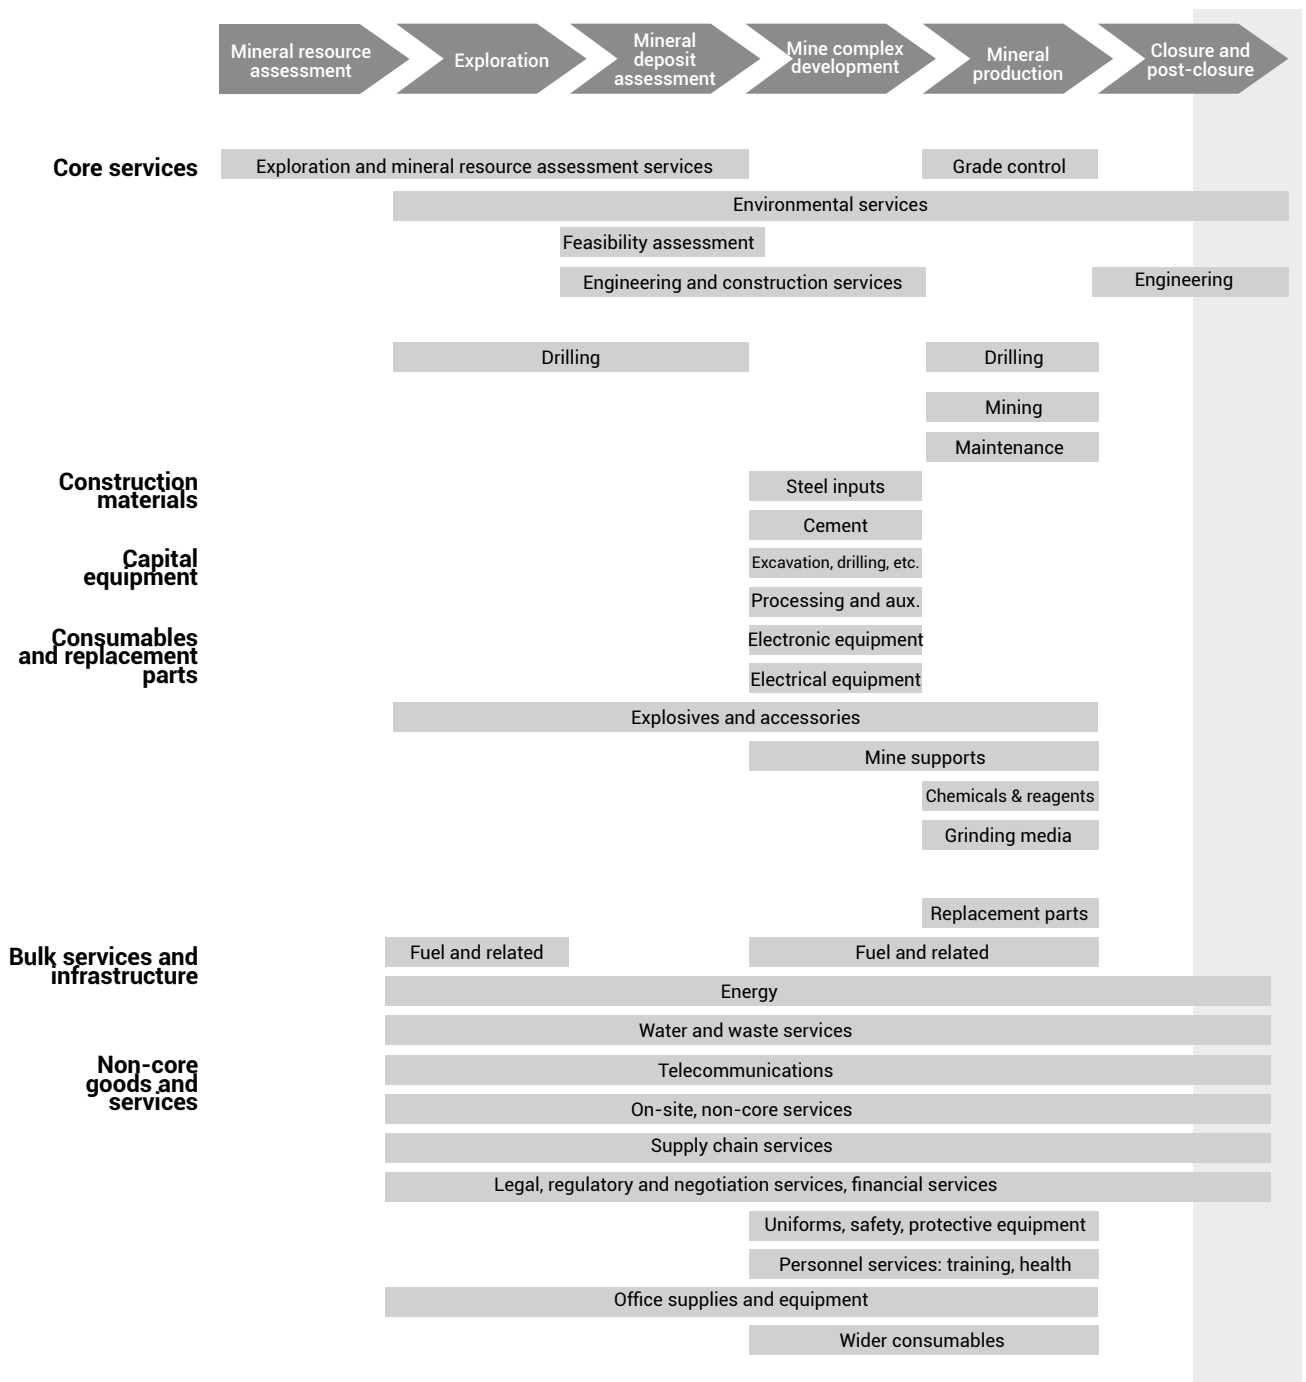 Mineral resource
assessment
Exploration
Mineral
deposit
assessment
Mine complex
development
Mineral
production
Closure and
post-closure
Core services
Exploration and mineral resource assessment services
Grade control
Environmental services
Feasibility assessment
Engineering and construction services
Engineering
Drilling
Drilling
Mining
Maintenance
Construction
materials
Steel inputs
Cement
Capital
equipment
Excavation, drilling, etc.
Processing and aux.
Consumables
and replacement
parts
Electronic equipment
Electrical equipment
Explosives and accessories
Mine supports
Chemicals & reagents
Grinding media
Replacement parts
Bulk services and
infrastructure
Fuel and related
Fuel and related
Energy
Water and waste services
Non-core
goods and
services
Telecommunications
On-site, non-core services
Supply chain services
Legal, regulatory and negotiation services, financial services
Uniforms, safety, protective equipment
Personnel services: training, health
Office supplies and equipment
Wider consumables